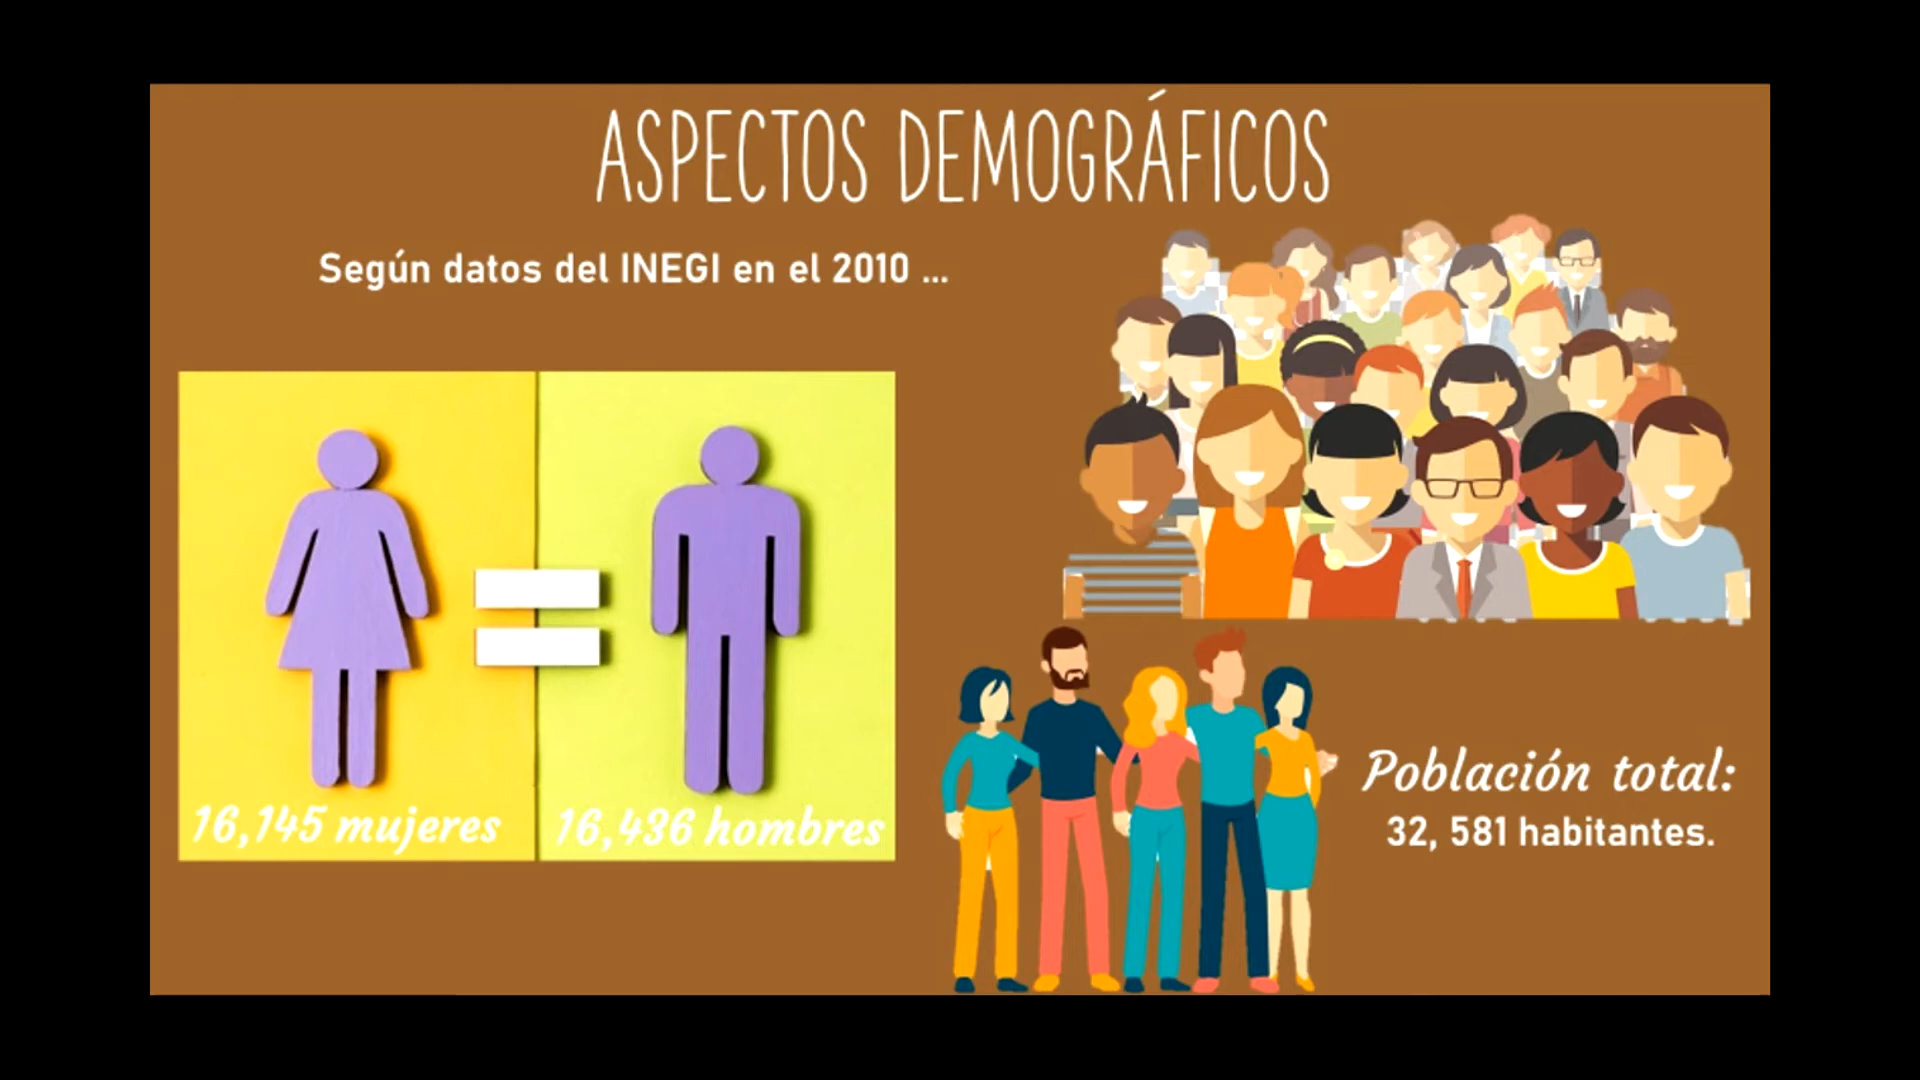 ASPECTOS DEMOGRÁFICOS
Según datos del INEGI en el 2010 ...
16,145 mujeres
16,436 hombres
Población total:
32, 581 habitantes.